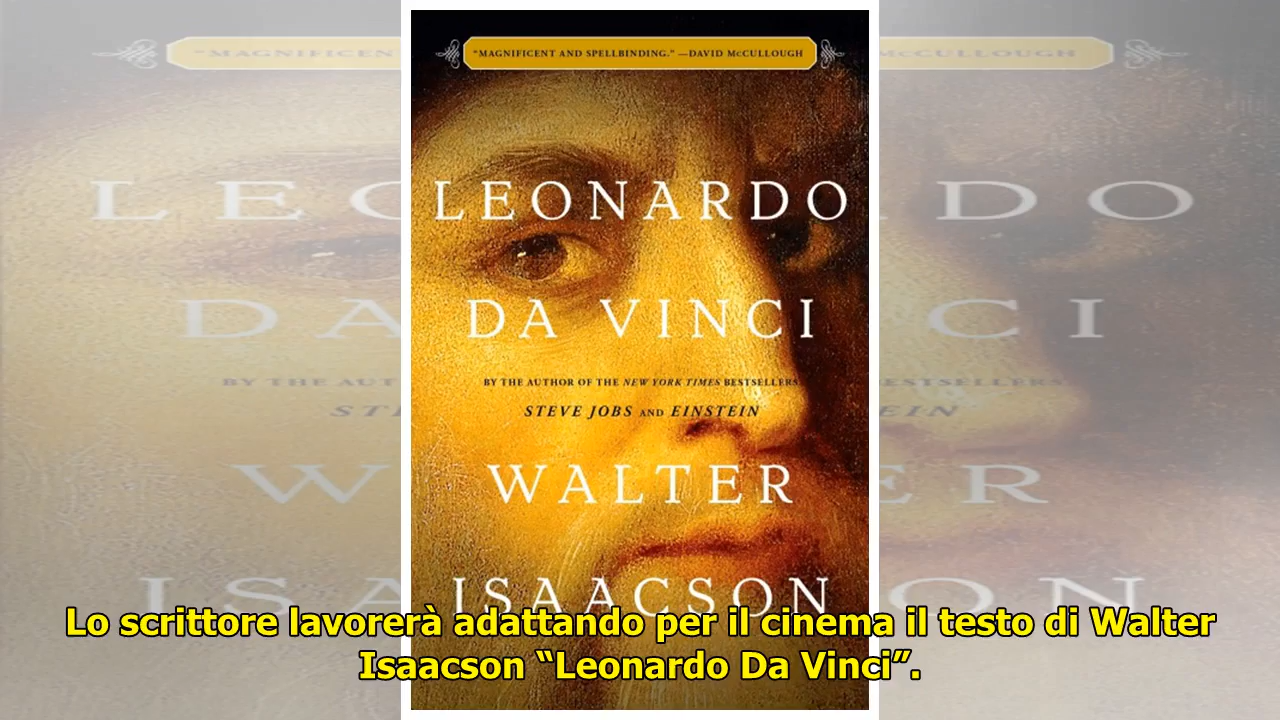 “MAGNIFICENT AND SPELLBINDING.” —DAVID McCULLOUGH
LEONARDO
DA VINCI
BY THE AUTHOR OF THE NEW YORK TIMES BESTSELLERS
STEVE JOBS AND EINSTEIN
WALTER
ISAACSON
Lo scrittore lavorerà adattando per il cinema il testo di Walter
Isaacson “Leonardo Da Vinci”.